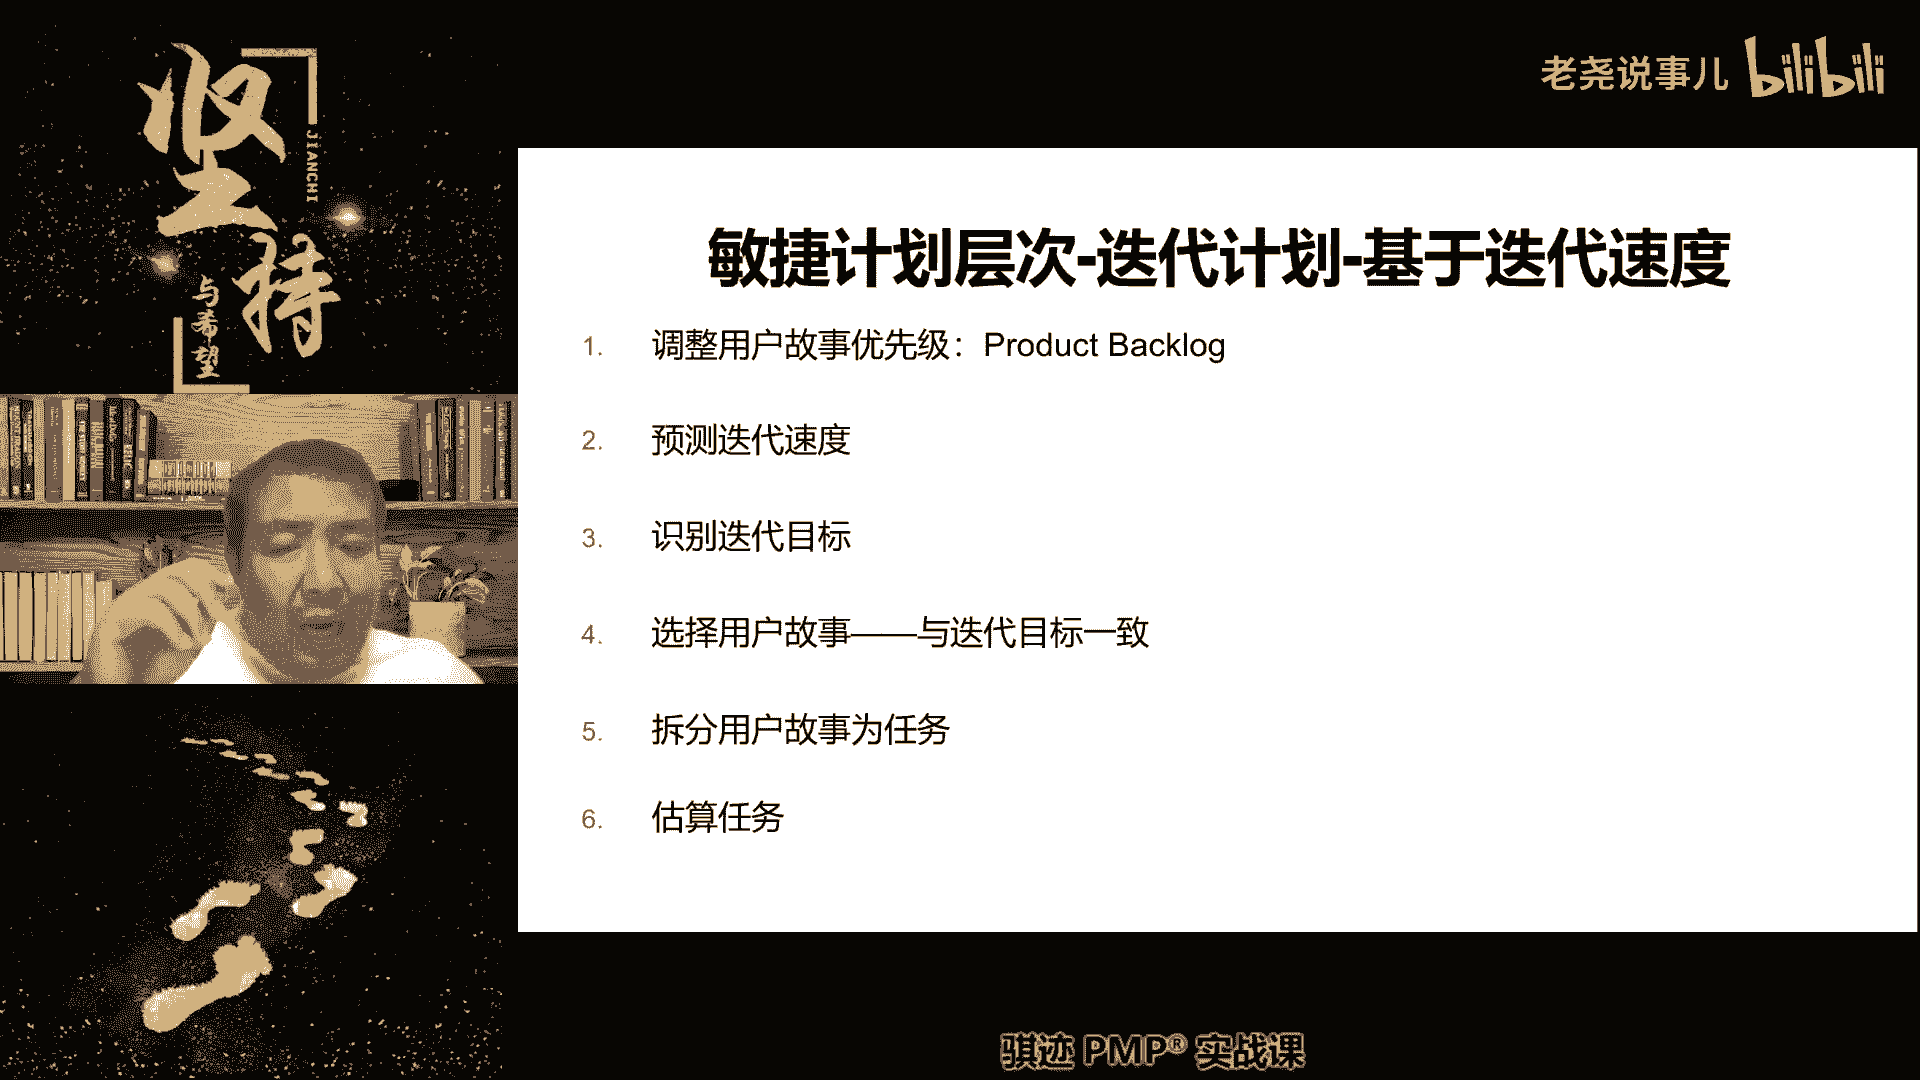 坚持
JIANCHI
与希望
老尧说事儿 bilibili
敏捷计划层次-迭代计划-基于迭代速度
1. 调整用户故事优先级：Product Backlog
2. 预测迭代速度
3. 识别迭代目标
4. 选择用户故事——与迭代目标一致
5. 拆分用户故事为任务
6. 估算任务
骐迹 PMP® 实战课